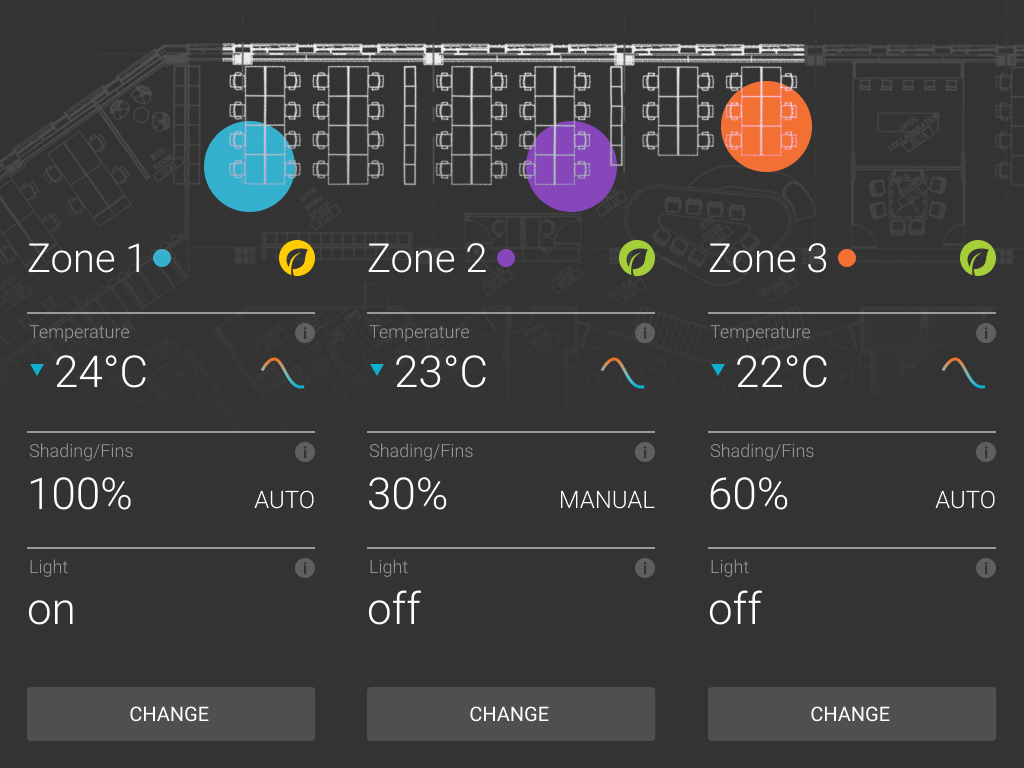 Zone 1
Zone 2
Zone 3
Temperature
Temperature
Temperature
24°C
23°C
22°C
Shading/Fins
Shading/Fins
Shading/Fins
100%
AUTO
30%
MANUAL
60%
AUTO
Light
Light
Light
on
off
off
CHANGE
CHANGE
CHANGE